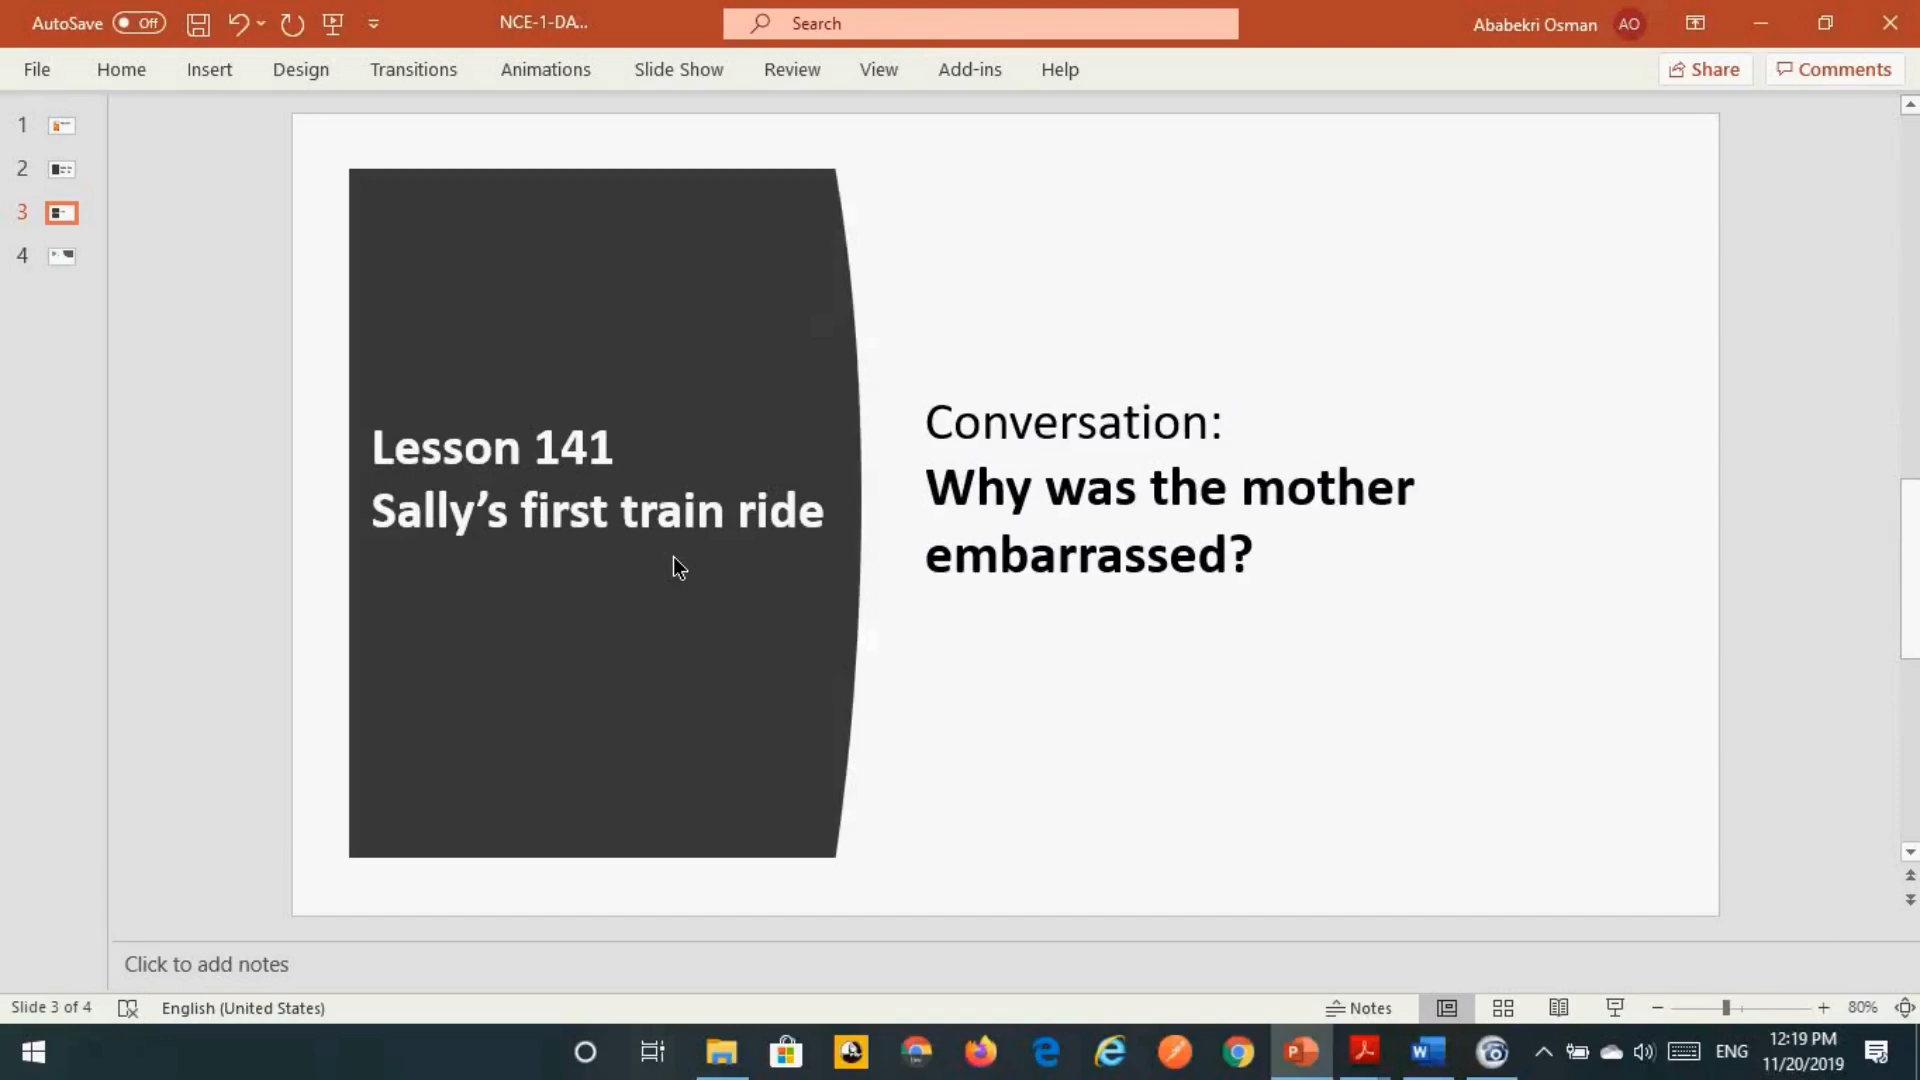 AutoSave Off
NCE-1-DA...
Search
Ababekri Osman AO
File Home Insert Design Transitions Animations Slide Show Review View Add-ins Help
Share Comments
1
2
3
4
Lesson 141
Sally’s first train ride
Conversation:
Why was the mother
embarrassed?
Click to add notes
Slide 3 of 4 English (United States) Notes 80%
ENG
12:19 PM
11/20/2019